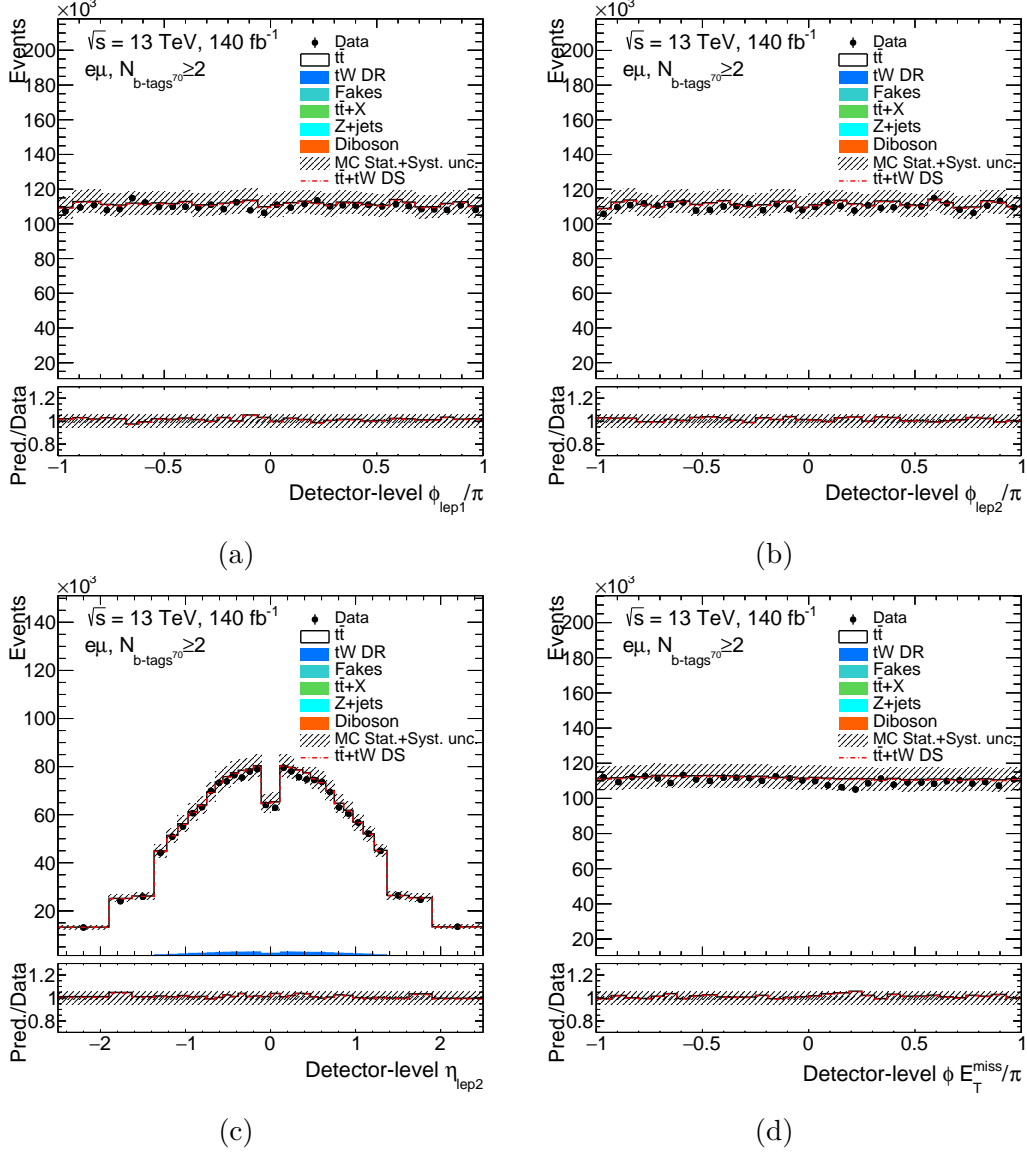 ×10³
Events
√s = 13 TeV, 140 fb⁻¹
eμ, N_b-tags⁷⁰≥2
Data
tt̄
tW DR
Fakes
tt̄+X
Z+jets
Diboson
MC Stat.+Syst. unc.
tt̄+tW DS
200
180
160
140
120
100
80
60
40
20
Pred./Data
1.2
1
0.8
−1 −0.5 0 0.5 1
Detector-level ϕ_lep1/π
(a)
×10³
Events
√s = 13 TeV, 140 fb⁻¹
eμ, N_b-tags⁷⁰≥2
Data
tt̄
tW DR
Fakes
tt̄+X
Z+jets
Diboson
MC Stat.+Syst. unc.
tt̄+tW DS
200
180
160
140
120
100
80
60
40
20
Pred./Data
1.2
1
0.8
−1 −0.5 0 0.5 1
Detector-level ϕ_lep2/π
(b)
×10³
Events
√s = 13 TeV, 140 fb⁻¹
eμ, N_b-tags⁷⁰≥2
Data
tt̄
tW DR
Fakes
tt̄+X
Z+jets
Diboson
MC Stat.+Syst. unc.
tt̄+tW DS
140
120
100
80
60
40
20
Pred./Data
1.2
1
0.8
−2 −1 0 1 2
Detector-level η_lep2
(c)
×10³
Events
√s = 13 TeV, 140 fb⁻¹
eμ, N_b-tags⁷⁰≥2
Data
tt̄
tW DR
Fakes
tt̄+X
Z+jets
Diboson
MC Stat.+Syst. unc.
tt̄+tW DS
200
180
160
140
120
100
80
60
40
20
Pred./Data
1.2
1
0.8
−1 −0.5 0 0.5 1
Detector-level ϕ E_T^miss/π
(d)